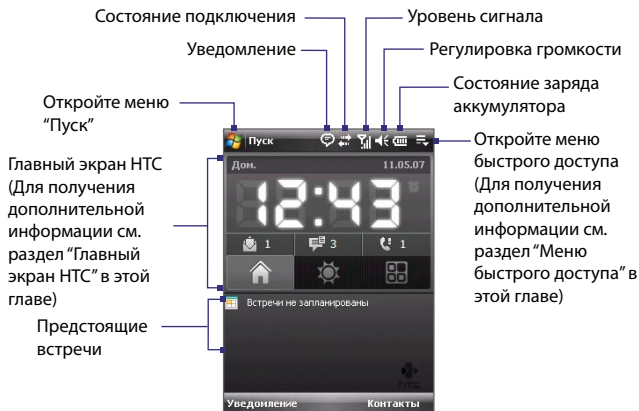 Состояние подключения
Уровень сигнала
Уведомление
Регулировка громкости
Состояние заряда
аккумулятора
Откройте меню
“Пуск”
Откройте меню
быстрого доступа
(Для получения
дополнительной
информации см.
раздел “Меню
быстрого доступа” в
этой главе)
Главный экран HTC
(Для получения
дополнительной
информации см.
раздел “Главный
экран HTC” в этой
главе)
Предстоящие
встречи
Пуск
Дом.
11.05.07
12:43
1
3
1
Встречи не запланированы
hTC
Уведомление
Контакты